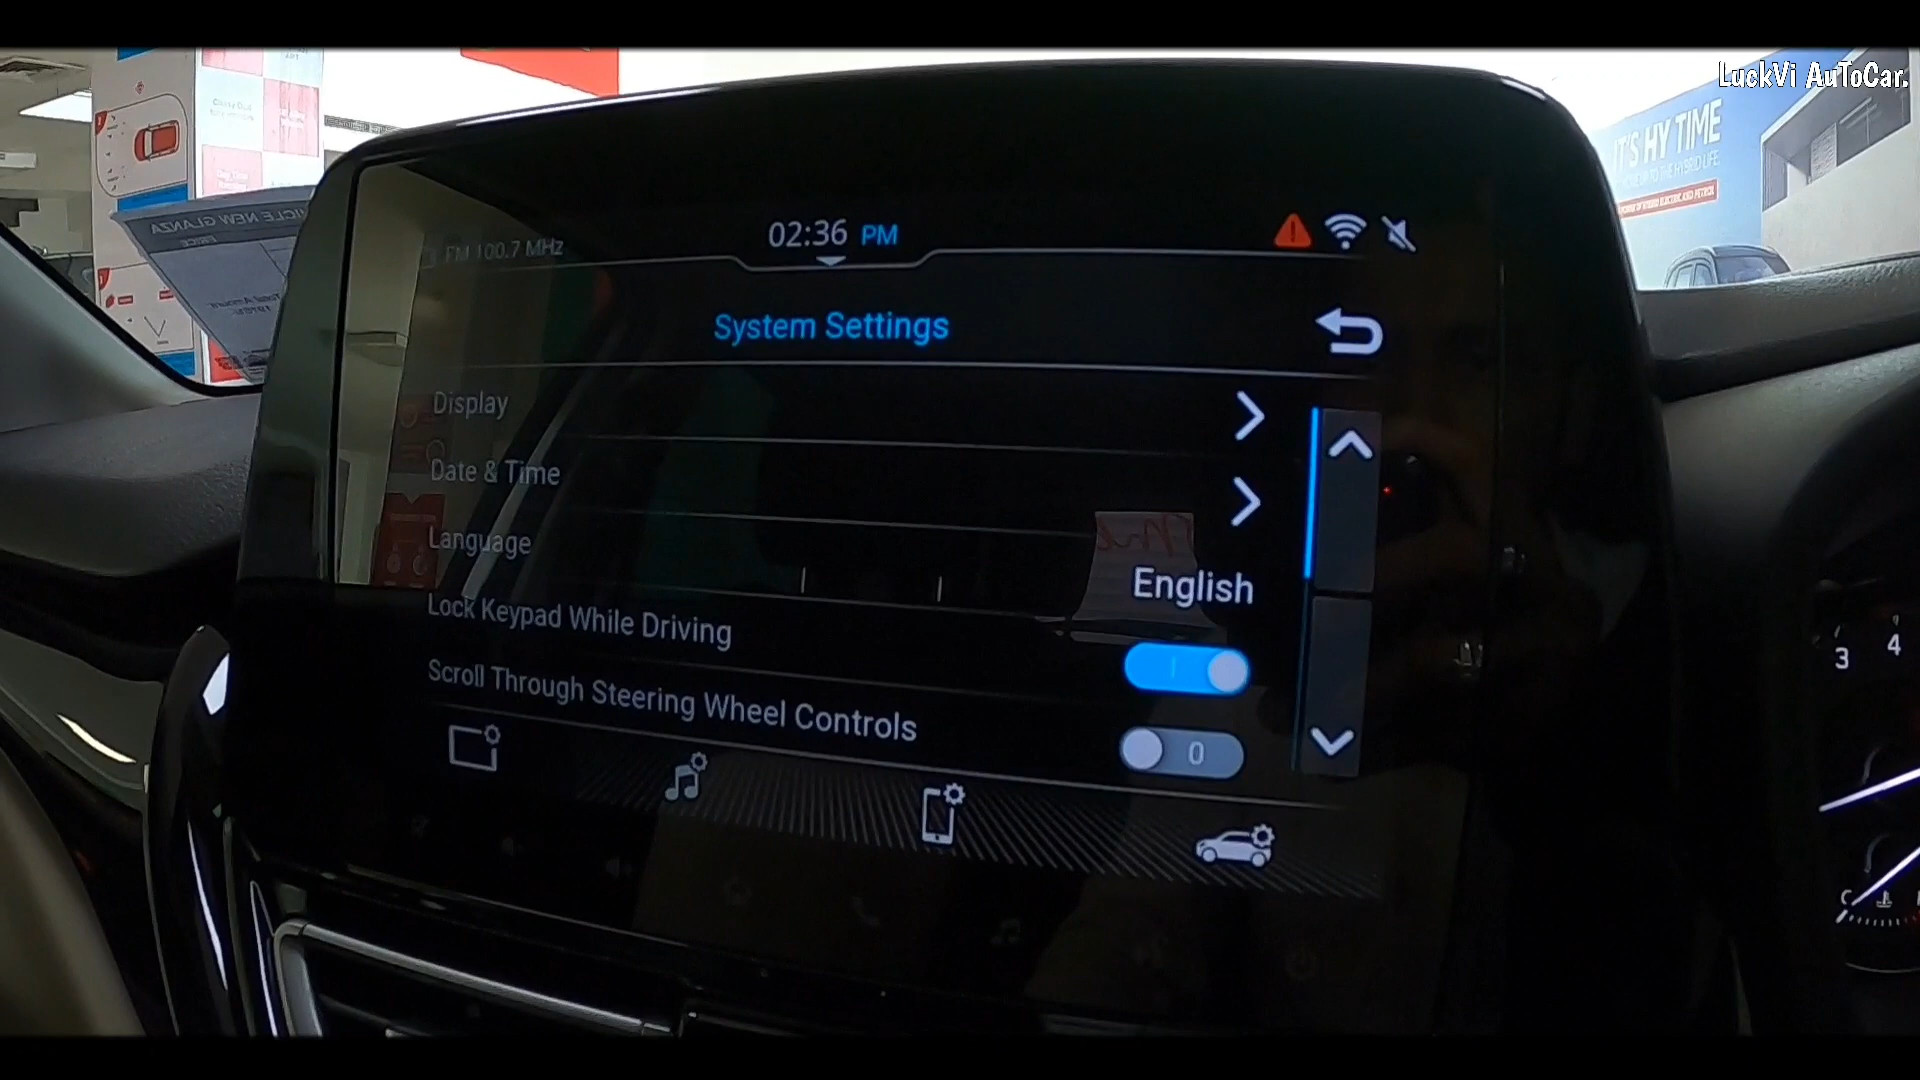 LuckVi AuToCar.
IT'S HY TIME
FM 100.7 MHz
02:36 PM
System Settings
Display
Date & Time
Language
English
Lock Keypad While Driving
Scroll Through Steering Wheel Controls
0
3
4
C